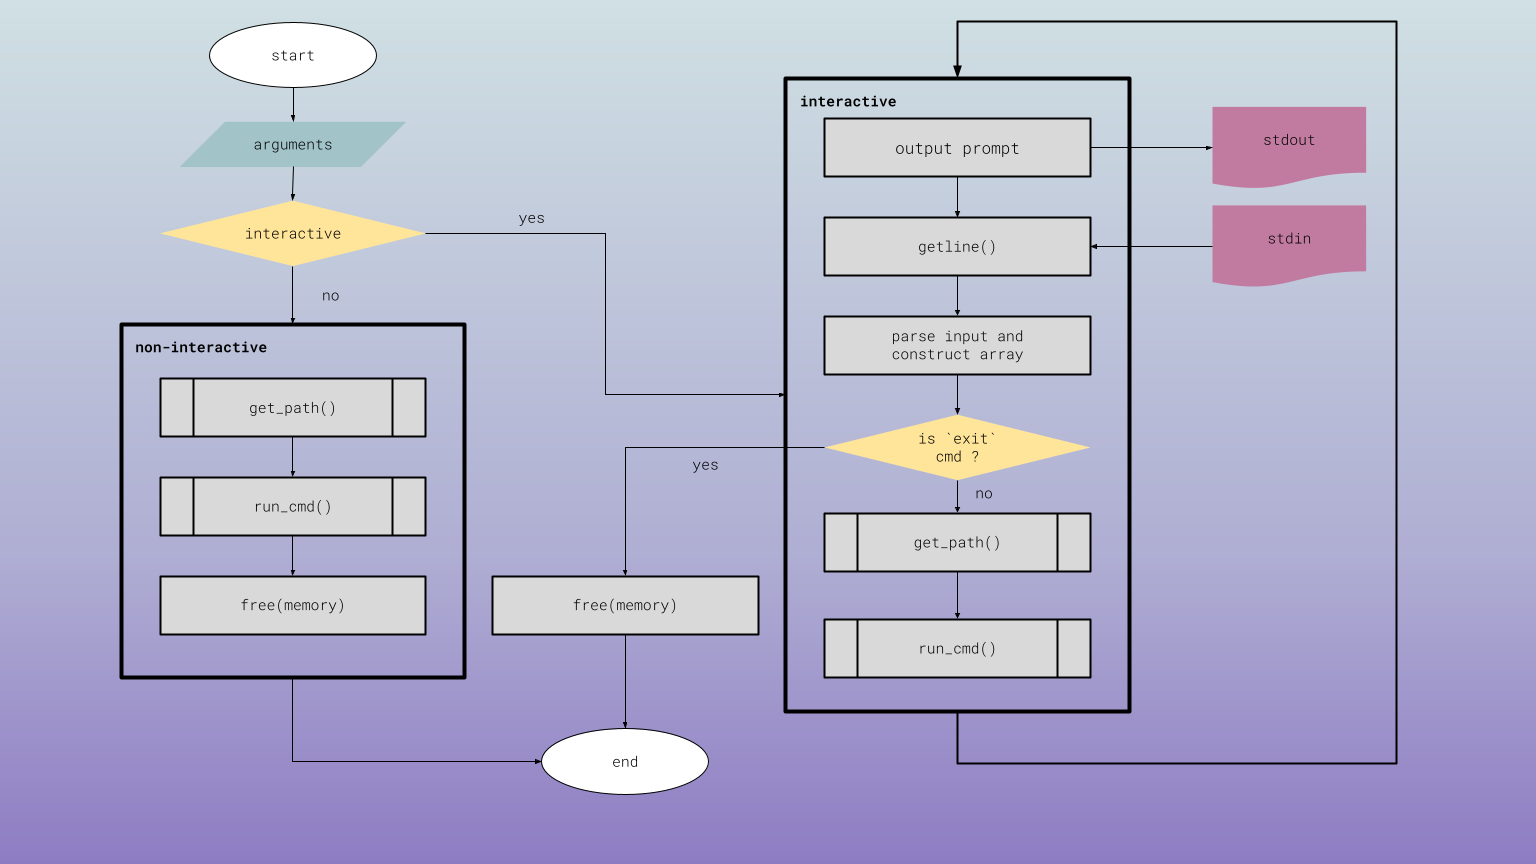 start
arguments
interactive
yes
no
non-interactive
get_path()
run_cmd()
free(memory)
interactive
output prompt
stdout
getline()
stdin
parse input and
construct array
is `exit`
cmd ?
yes
no
get_path()
run_cmd()
free(memory)
end